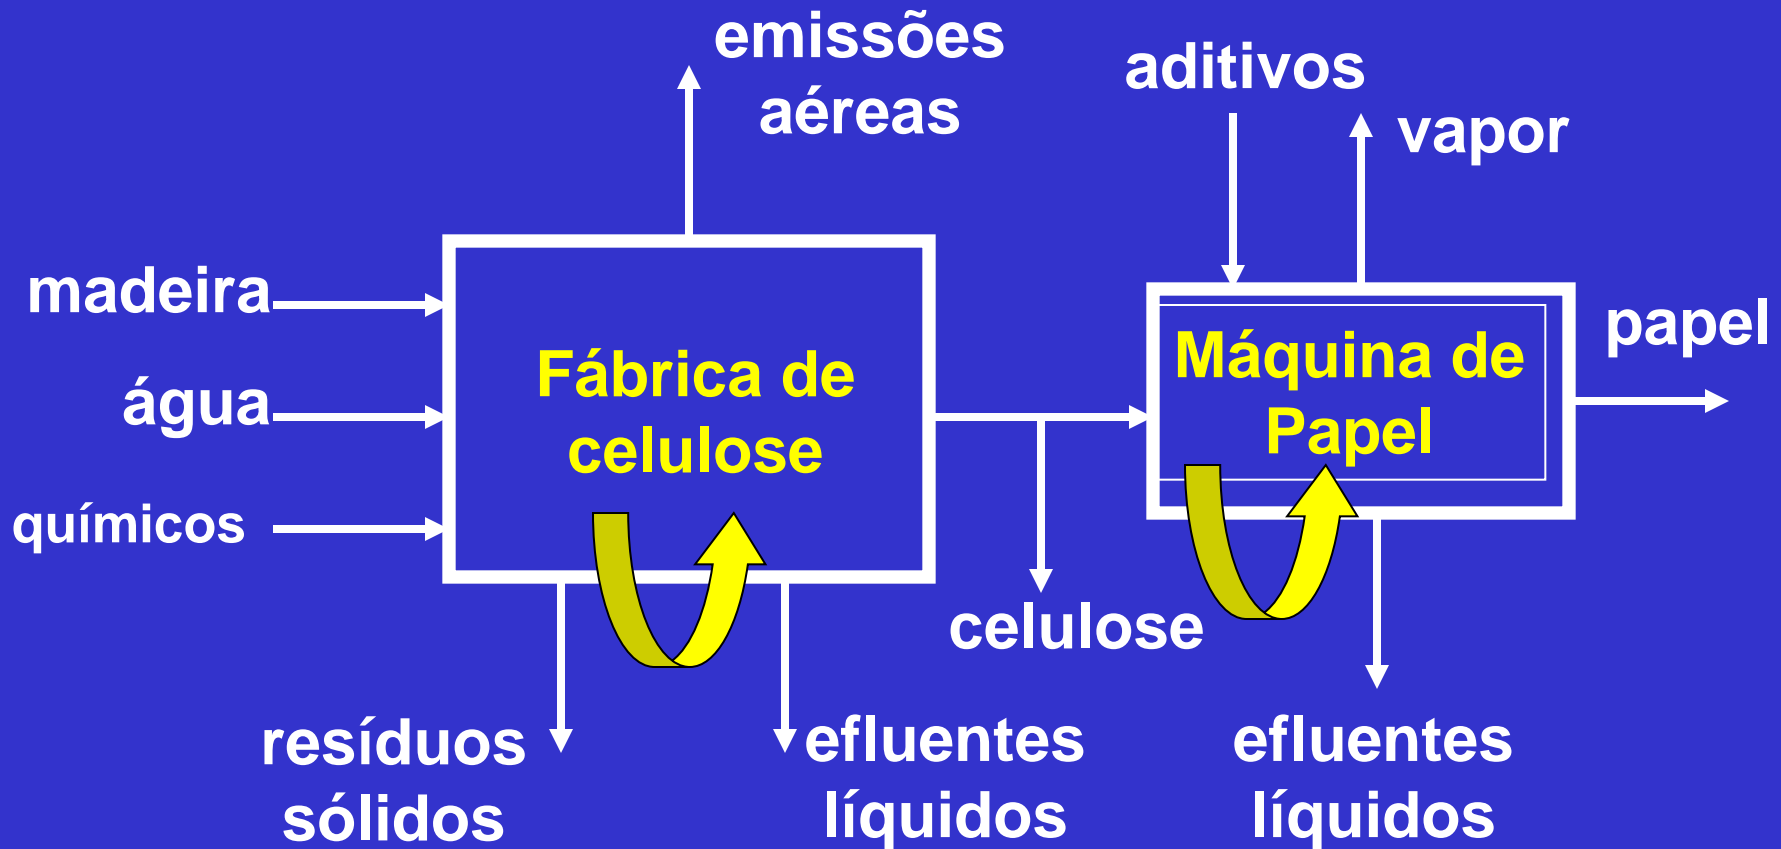 emissões
aéreas
aditivos
vapor
madeira
água
químicos
Fábrica de
celulose
Máquina de
Papel
papel
celulose
resíduos
sólidos
efluentes
líquidos
efluentes
líquidos